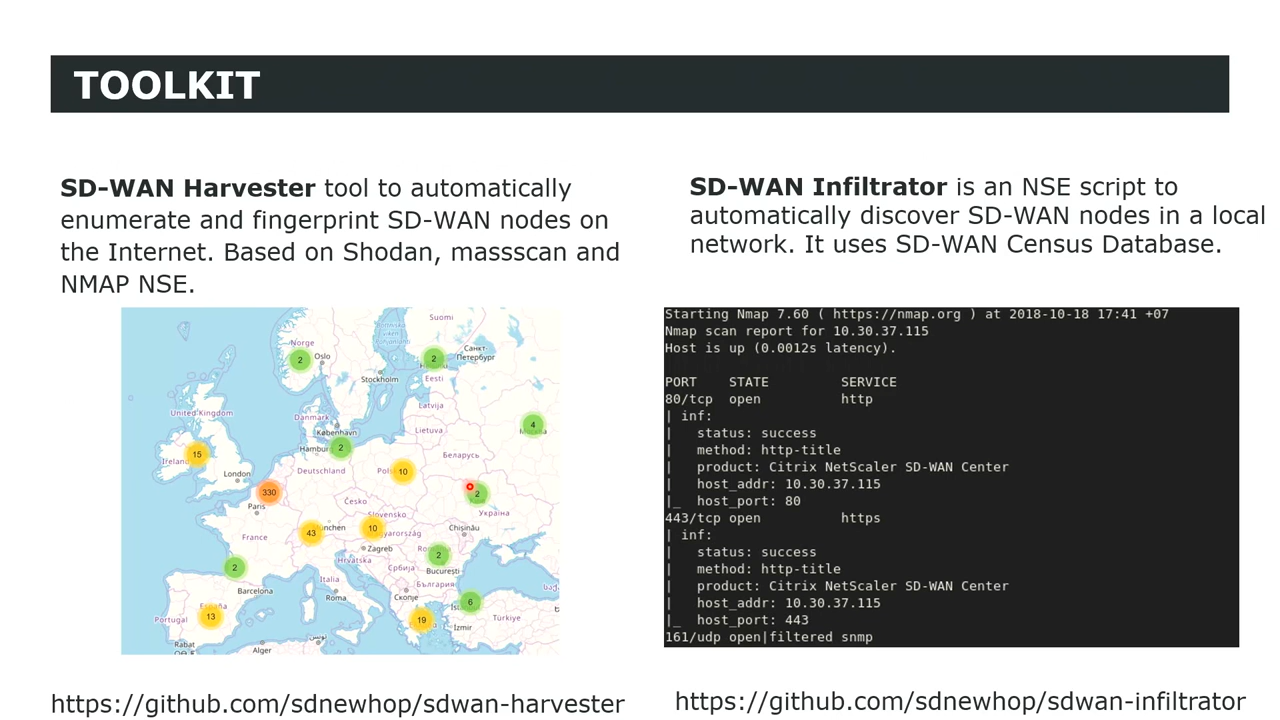 TOOLKIT
SD-WAN Harvester tool to automatically
enumerate and fingerprint SD-WAN nodes on
the Internet. Based on Shodan, massscan and
NMAP NSE.
SD-WAN Infiltrator is an NSE script to
automatically discover SD-WAN nodes in a local
network. It uses SD-WAN Census Database.
Suomi
Norge
2
Oslo
2
Санкт-
Петербург
Stockholm
Eesti
Latvija
United Kingdom
Danmark
København
Lietuva
4
15
Ireland
Hamburg
2
Беларусь
London
Deutschland
10
330
Paris
Česko
2
Україна
Slovensko
43
10
Chișinău
France
Zagreb
Hrvatska
2
București
2
Србија
Barcelona
Italia
България
Roma
Скопје
6
España
13
Portugal
19
Izmir
Türkiye
Rabat
Alger
تونس
Starting Nmap 7.60 ( https://nmap.org ) at 2018-10-18 17:41 +07
Nmap scan report for 10.30.37.115
Host is up (0.0012s latency).
PORT STATE SERVICE
80/tcp open http
| inf:
| status: success
| method: http-title
| product: Citrix NetScaler SD-WAN Center
| host_addr: 10.30.37.115
|_ host_port: 80
443/tcp open https
| inf:
| status: success
| method: http-title
| product: Citrix NetScaler SD-WAN Center
| host_addr: 10.30.37.115
|_ host_port: 443
161/udp open|filtered snmp
https://github.com/sdnewhop/sdwan-harvester
https://github.com/sdnewhop/sdwan-infiltrator